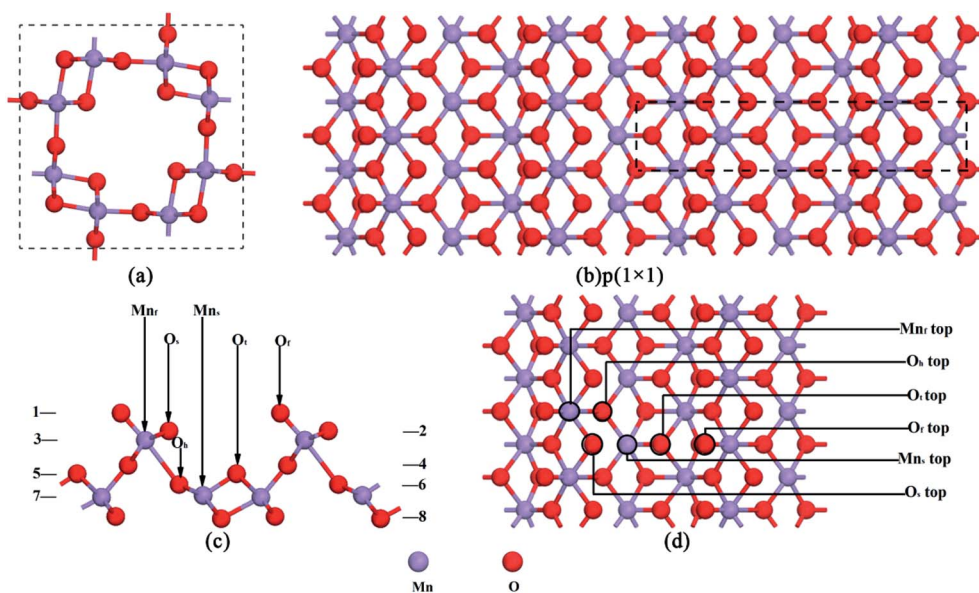 (a)
(b)p(1×1)
Mnf
Mns
Os
Ot
Of
Oh
1—
3—
5—
7—
—2
—4
—6
—8
(c)
Mnf top
Oh top
Ot top
Of top
Mns top
Os top
(d)
Mn
O